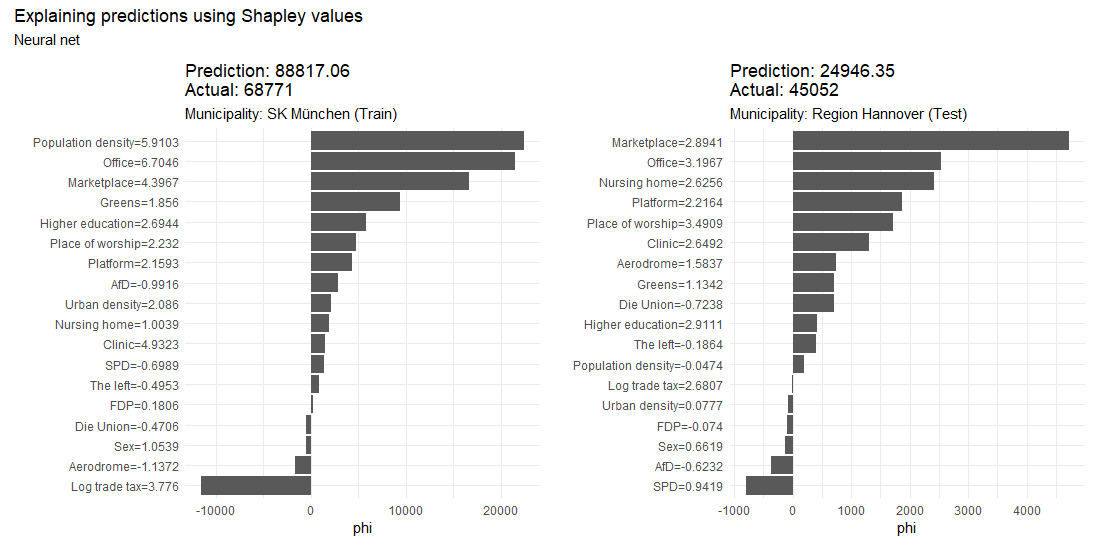 Explaining predictions using Shapley values
Neural net
Prediction: 88817.06
Actual: 68771
Municipality: SK München (Train)
Population density=5.9103
Office=6.7046
Marketplace=4.3967
Greens=1.856
Higher education=2.6944
Place of worship=2.232
Platform=2.1593
AfD=-0.9916
Urban density=2.086
Nursing home=1.0039
Clinic=4.9323
SPD=-0.6989
The left=-0.4953
FDP=0.1806
Die Union=-0.4706
Sex=1.0539
Aerodrome=-1.1372
Log trade tax=3.776
-10000 0 10000 20000
phi
Prediction: 24946.35
Actual: 45052
Municipality: Region Hannover (Test)
Marketplace=2.8941
Office=3.1967
Nursing home=2.6256
Platform=2.2164
Place of worship=3.4909
Clinic=2.6492
Aerodrome=1.5837
Greens=1.1342
Die Union=-0.7238
Higher education=2.9111
The left=-0.1864
Population density=-0.0474
Log trade tax=2.6807
Urban density=0.0777
FDP=-0.074
Sex=0.6619
AfD=-0.6232
SPD=0.9419
-1000 0 1000 2000 3000 4000
phi